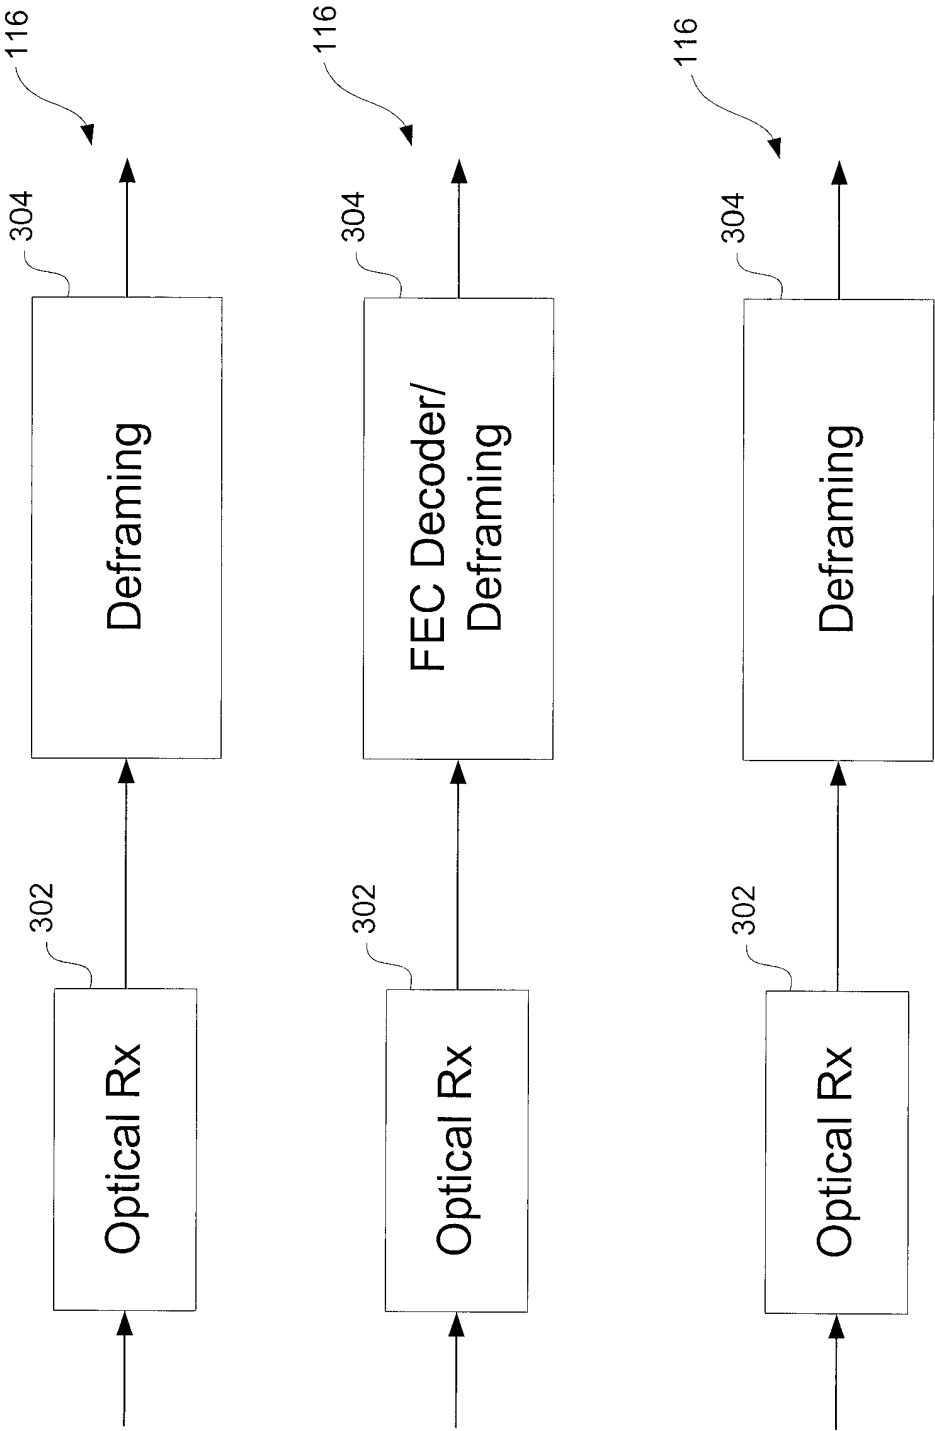 116
304
Deframing
302
Optical Rx
116
304
FEC Decoder/
Deframing
302
Optical Rx
116
304
Deframing
302
Optical Rx